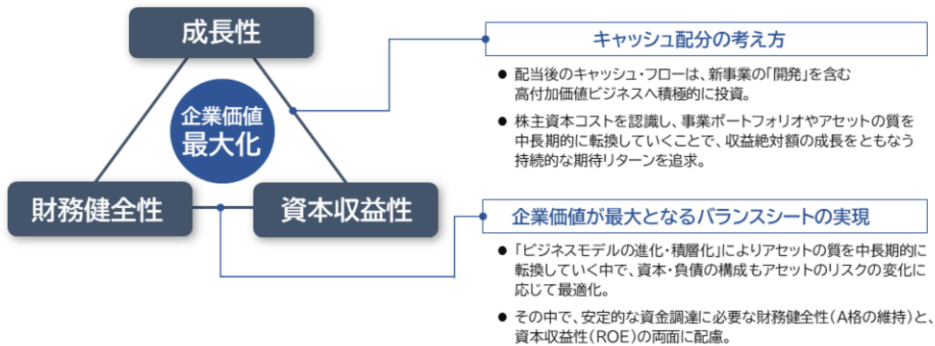 成長性
企業価値
最大化
財務健全性
資本収益性
キャッシュ配分の考え方
● 配当後のキャッシュ・フローは、新事業の「開発」を含む
高付加価値ビジネスへ積極的に投資。
● 株主資本コストを認識し、事業ポートフォリオやアセットの質を
中長期的に転換していくことで、収益絶対額の成長をともなう
持続的な期待リターンを追求。
企業価値が最大となるバランスシートの実現
● 「ビジネスモデルの進化・積層化」によりアセットの質を中長期的に
転換していく中で、資本・負債の構成もアセットのリスクの変化に
応じて最適化。
● その中で、安定的な資金調達に必要な財務健全性（A格の維持）と、
資本収益性（ROE）の両面に配慮。